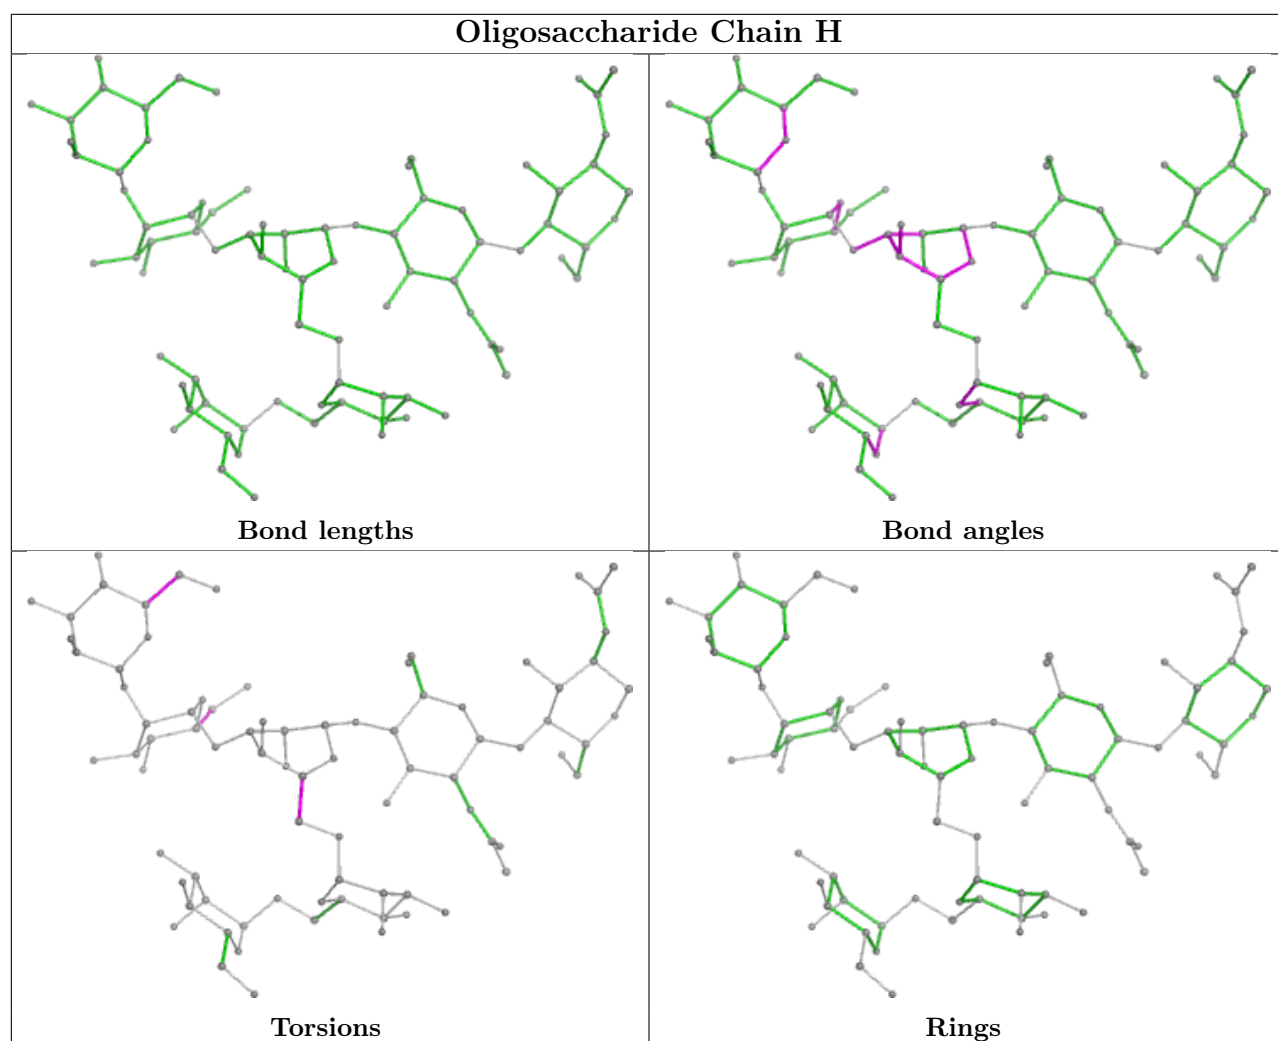 Oligosaccharide Chain H
Bond lengths
Bond angles
Torsions
Rings